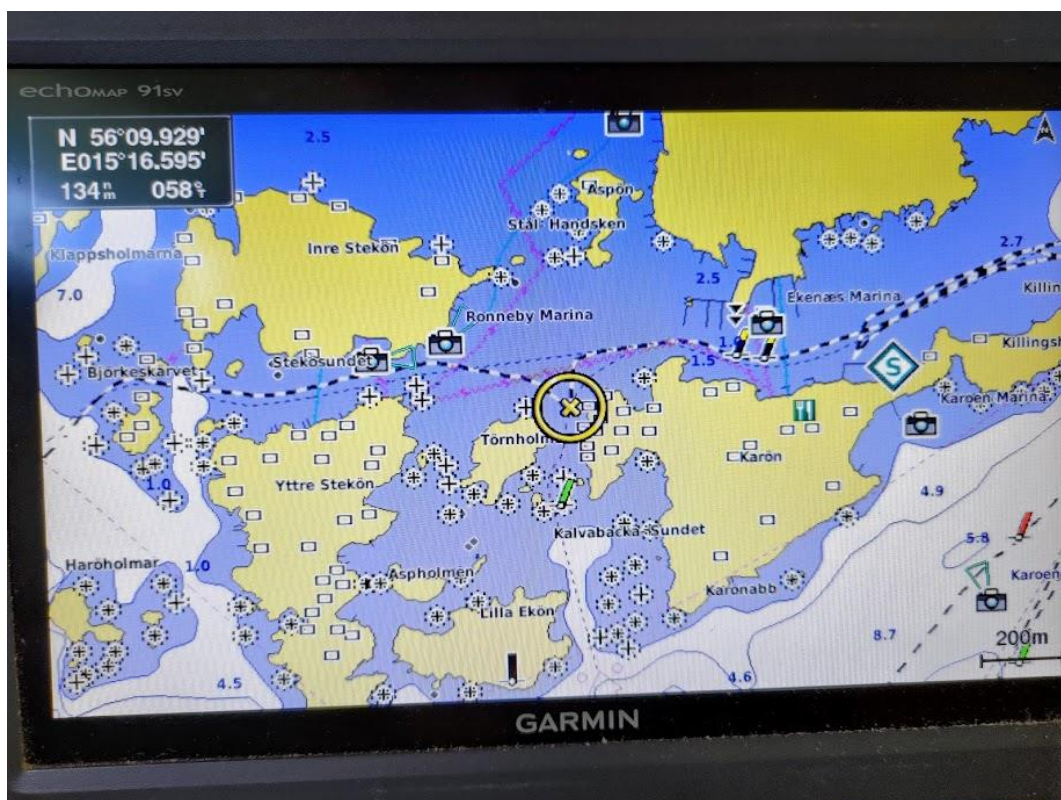 echoMAP 91sv
N 56°09.929'
E015°16.595'
134 n/m 058°T
N
2.5
Aspön
Stål- Handsken
Inre Stekön
Klappsholmarna
7.0
2.7
2.5
Ekenæs Marina
Killin
Ronneby Marina
1.0
1.5
Killingsh
Stekösundet
Björkeskärvet
S
Karoen Marina
Törnholm
Karön
Yttre Stekön
1.0
4.9
Kalvabacka-Sundet
5.8
Haröholmar
1.0
Aspholmen
Karonabb
Karoen
Lilla Ekön
8.7
200m
4.5
4.6
GARMIN